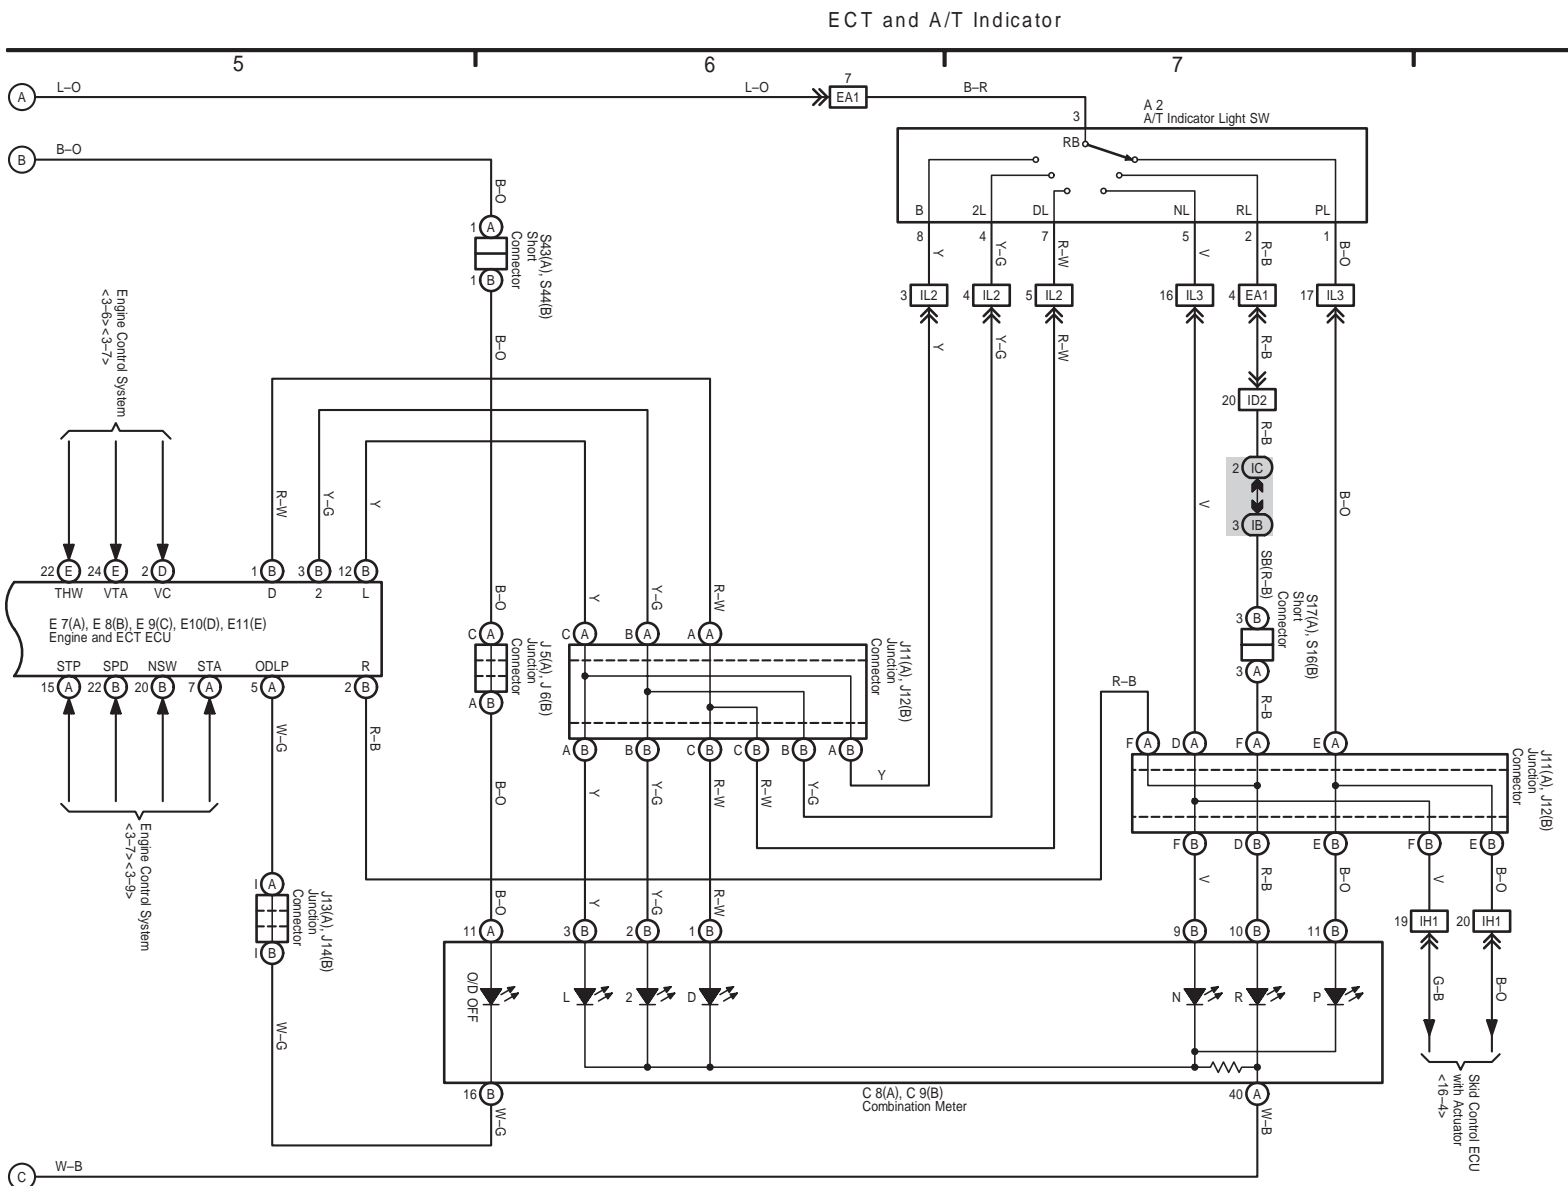 ECT and A/T Indicator
5
6
7
A
L–O
L–O
7
EA1
B–R
A 2
A/T Indicator Light SW
3
RB
B
B–O
B–O
B
2L
DL
NL
RL
PL
8
4
7
5
2
1
Y
Y–G
R–W
V
R–B
B–O
3 IL2
4 IL2
5 IL2
16 IL3
4 EA1
17 IL3
1 A
1 B
S43(A), S44(B)
Short
Connector
B–O
Y
Y–G
R–W
R–B
20 ID2
R–B
2 IC
3 IB
V
B–O
SB(R–B)
3 B
3 A
S17(A), S16(B)
Short
Connector
R–B
Engine Control System
<3–6><3–7>
R–W
Y–G
Y
22 E
24 E
2 D
1 B
3 B
12 B
THW
VTA
VC
D
2
L
E 7(A), E 8(B), E 9(C), E10(D), E11(E)
Engine and ECT ECU
STP
SPD
NSW
STA
ODLP
R
15 A
22 B
20 B
7 A
5 A
2 B
W–G
R–B
Engine Control System
<3–7><3–9>
B–O
Y
Y–G
R–W
C A
C A
B A
A A
J 5(A), J 6(B)
Junction
Connector
J11(A), J12(B)
Junction
Connector
A B
A B
B B
C B
C B
B B
A B
Y
B–O
Y
Y–G
R–W
R–W
Y–G
R–B
F A
D A
F A
E A
J11(A), J12(B)
Junction
Connector
F B
D B
E B
F B
E B
V
R–B
B–O
V
B–O
19 IH1
20 IH1
G–B
B–O
Skid Control ECU
with Actuator
<16–4>
I A
I B
J13(A), J14(B)
Junction
Connector
W–G
B–O
Y
Y–G
R–W
11 A
3 B
2 B
1 B
9 B
10 B
11 B
O/D OFF
L
2
D
N
R
P
16 B
W–G
C 8(A), C 9(B)
Combination Meter
40 A
W–B
C
W–B